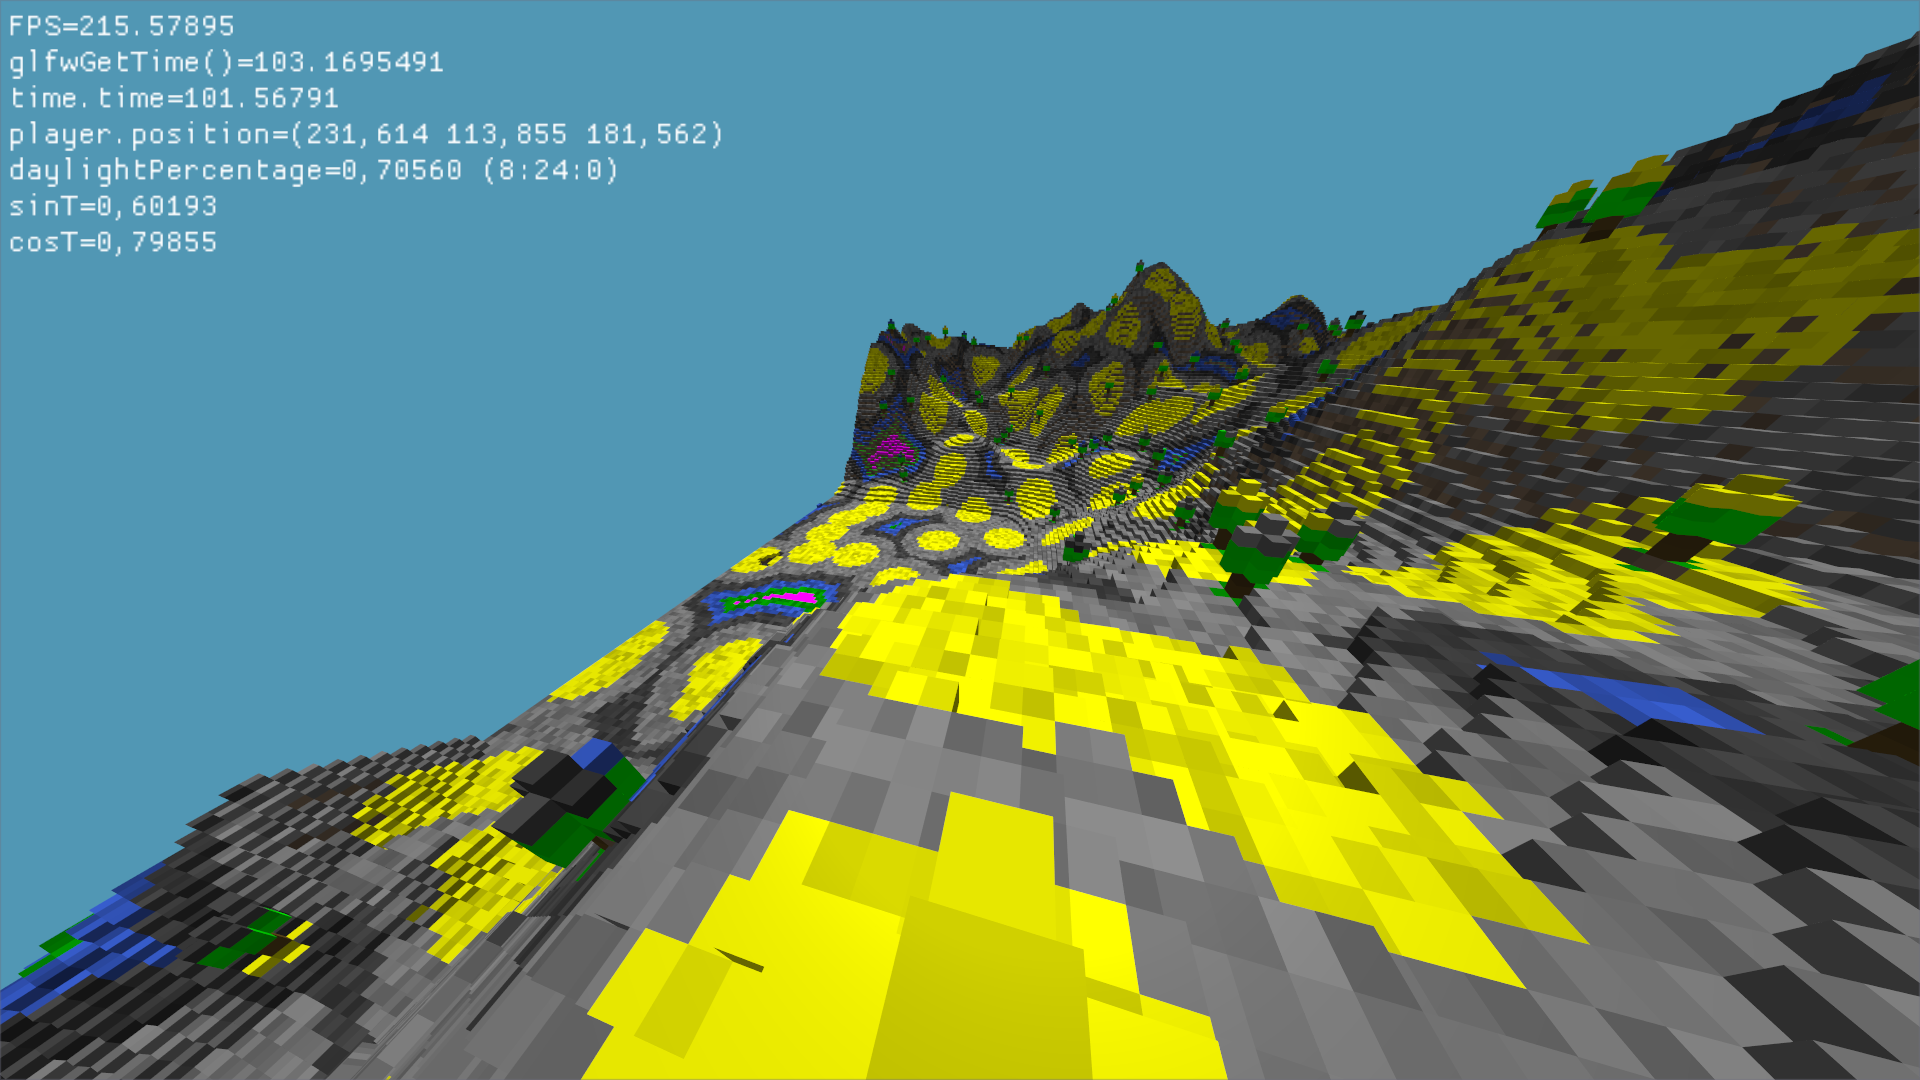 FPS=215.57895
glfwGetTime()=103.1695491
time.time=101.56791
player.position=(231,614 113,855 181,562)
daylightPercentage=0,70560 (8:24:0)
sinT=0,60193
cosT=0,79855